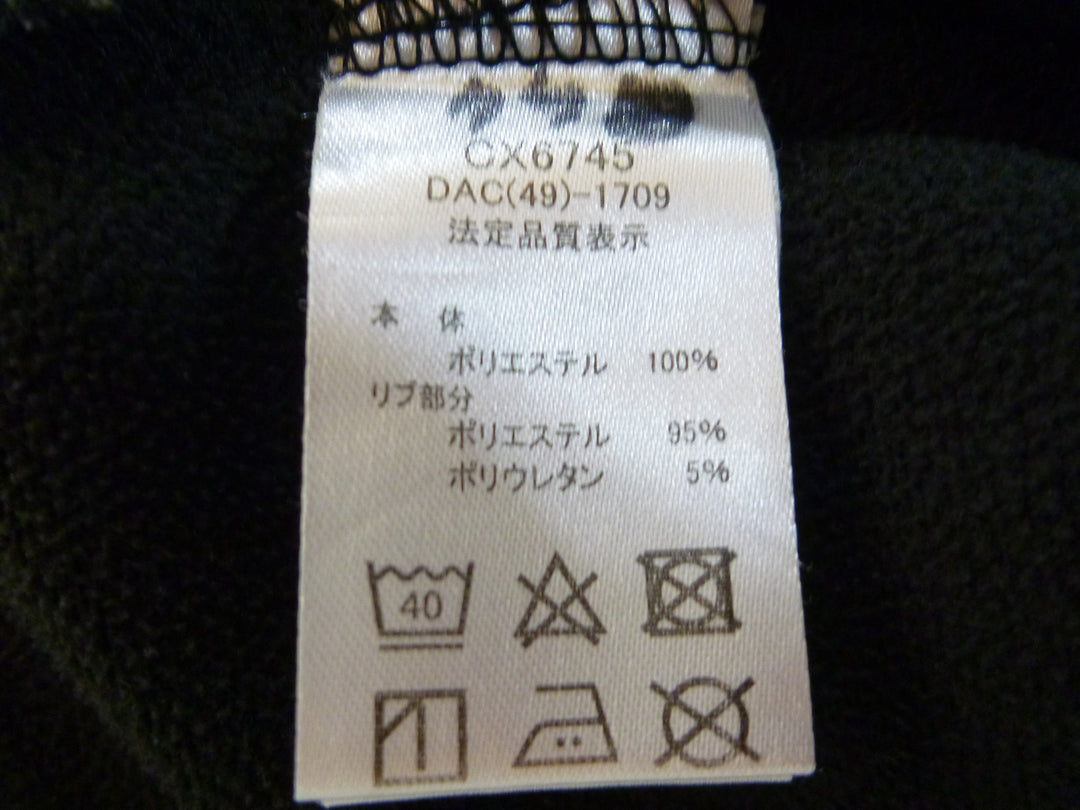 CX6745
DAC(49)-1709
法定品質表示
本 体
ポリエステル 100%
リブ部分
ポリエステル 95%
ポリウレタン 5%
40